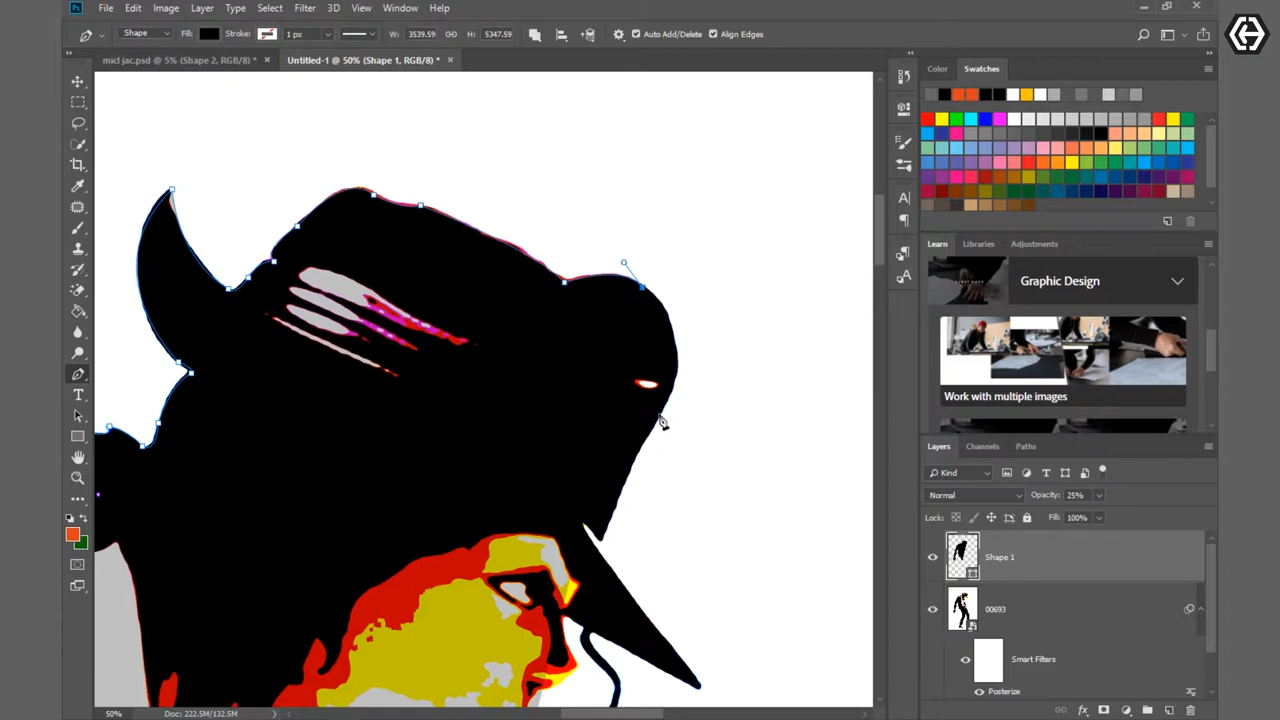 Ps File Edit Image Layer Type Select Filter 3D View Window Help
Shape Fill: Stroke: 1 px W: 3539.59 H: 5347.59 Auto Add/Delete Align Edges
micl jac.psd @ 5% (Shape 2, RGB/8) * × Untitled-1 @ 50% (Shape 1, RGB/8) * ×
Color Swatches
Learn Libraries Adjustments
Graphic Design
Work with multiple images
Layers Channels Paths
Kind
Normal Opacity: 25%
Lock: Fill: 100%
Shape 1
00693
Smart Filters
Posterize
50% Doc: 222.5M/132.5M